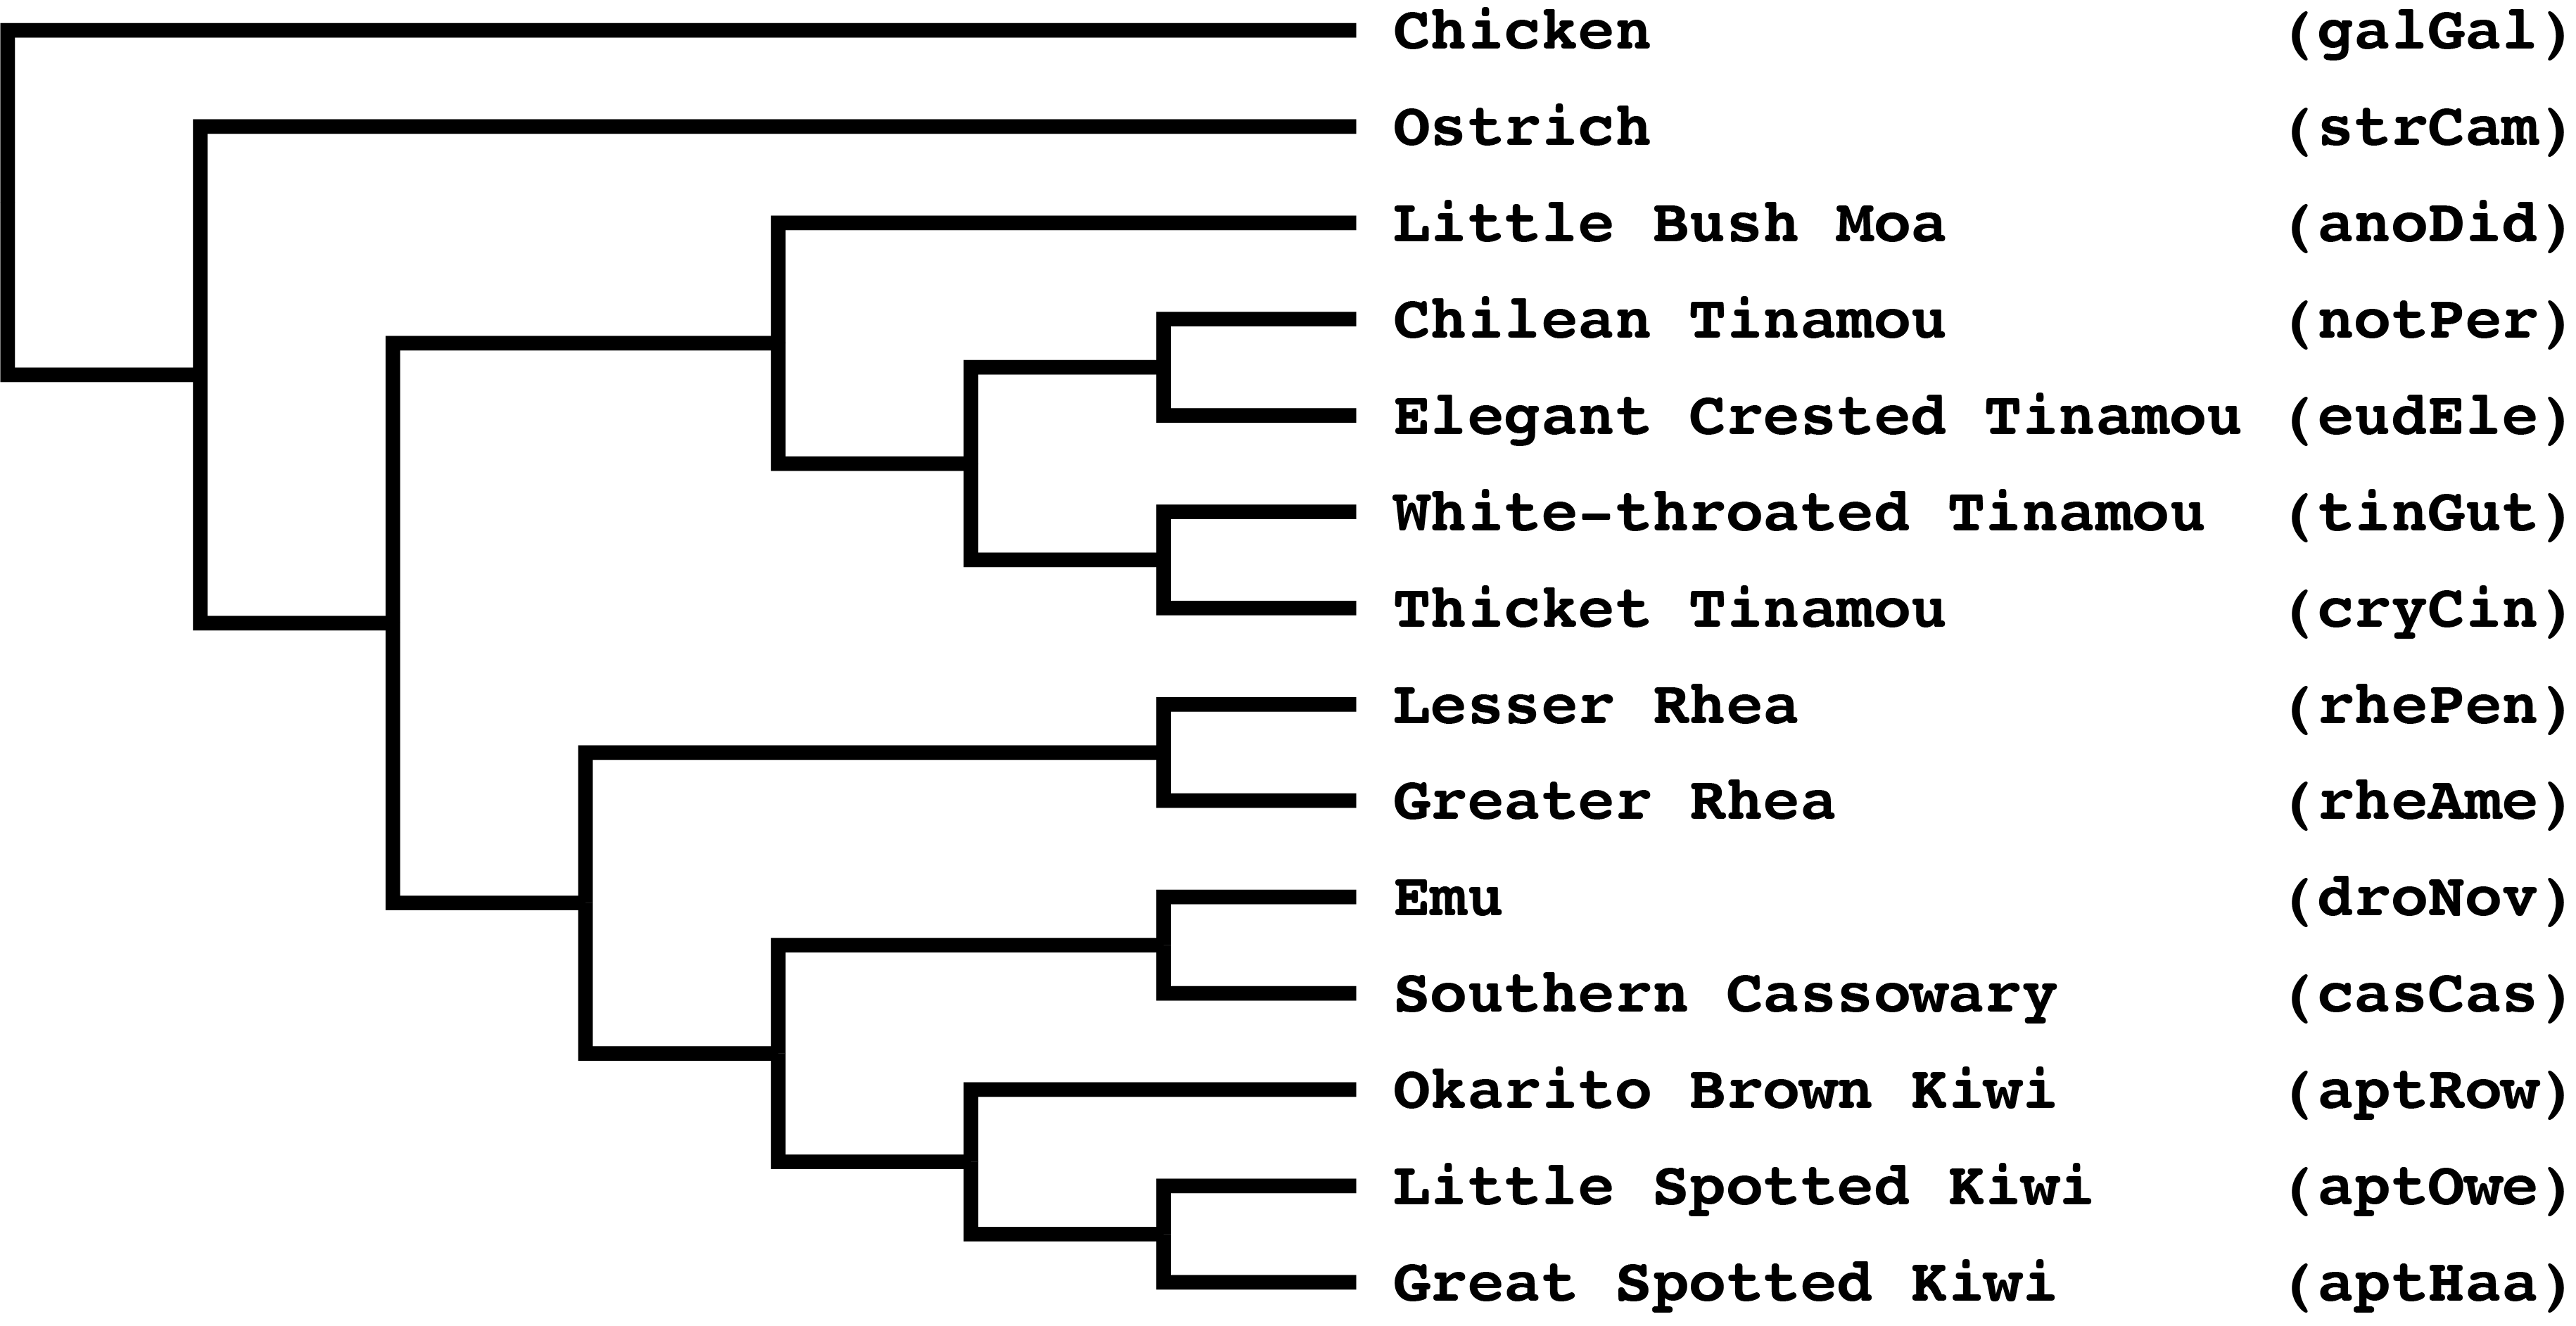 Chicken (galGal)
Ostrich (strCam)
Little Bush Moa (anoDid)
Chilean Tinamou (notPer)
Elegant Crested Tinamou (eudEle)
White-throated Tinamou (tinGut)
Thicket Tinamou (cryCin)
Lesser Rhea (rhePen)
Greater Rhea (rheAme)
Emu (droNov)
Southern Cassowary (casCas)
Okarito Brown Kiwi (aptRow)
Little Spotted Kiwi (aptOwe)
Great Spotted Kiwi (aptHaa)